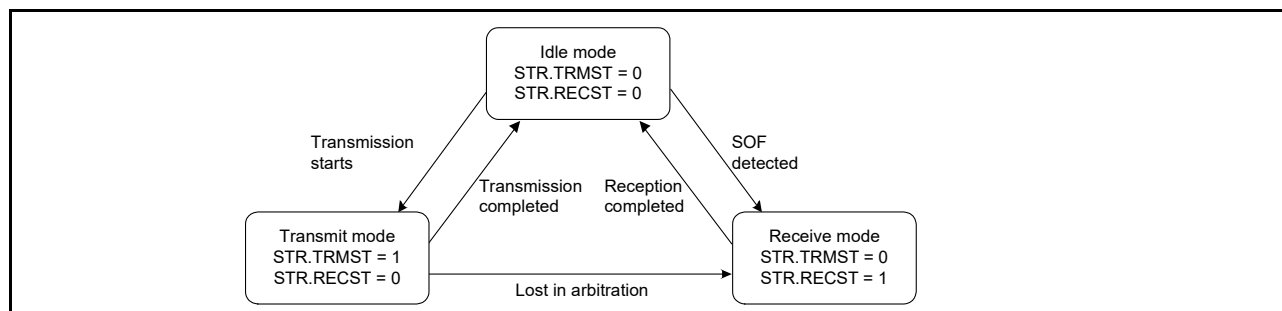 Idle mode
STR.TRMST = 0
STR.RECST = 0
Transmission
starts
SOF
detected
Transmission
completed
Reception
completed
Transmit mode
STR.TRMST = 1
STR.RECST = 0
Receive mode
STR.TRMST = 0
STR.RECST = 1
Lost in arbitration